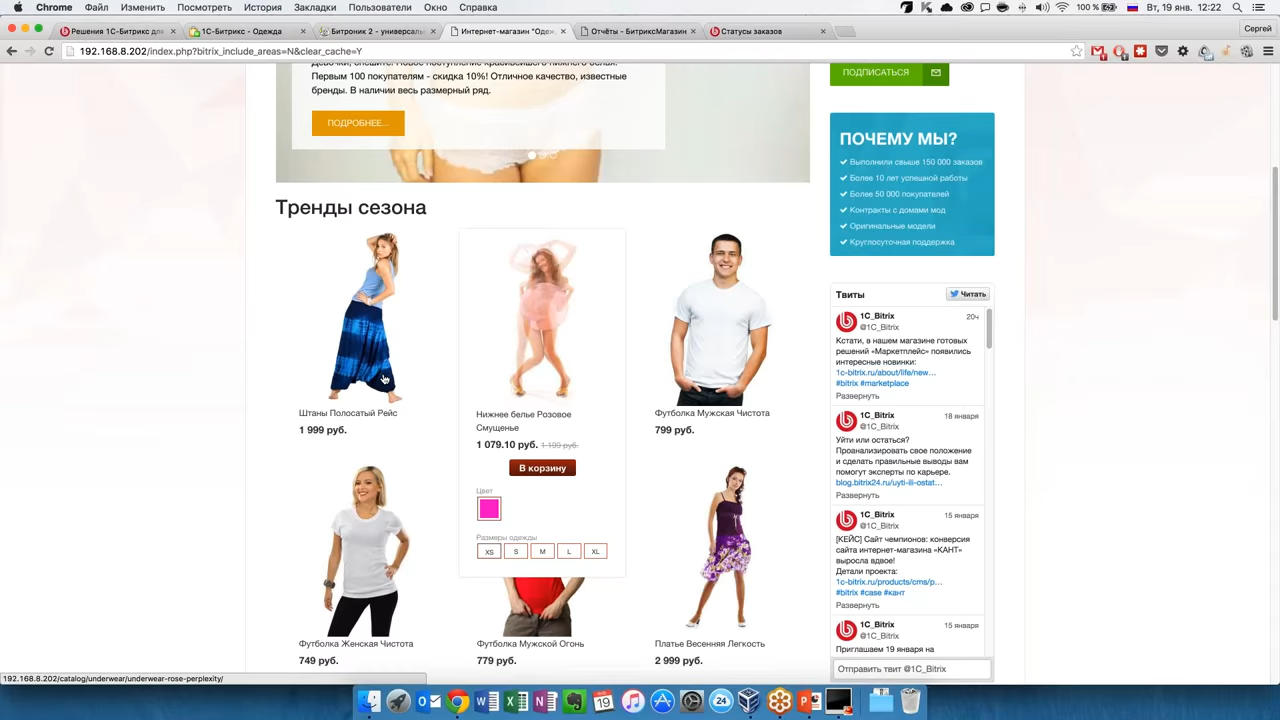 Chrome Файл Изменить Посмотреть История Закладки Пользователи Окно Справка
100 % Вт, 19 янв. 12:22
Решения 1С-Битрикс для
1С-Битрикс - Одежда
Битроник 2 - универсаль
Интернет-магазин "Одеж
Отчёты - БитриксМагазин
Статусы заказов
Сергей
192.168.8.202/index.php?bitrix_include_areas=N&clear_cache=Y
Первым 100 покупателям - скидка 10%! Отличное качество, известные
бренды. В наличии весь размерный ряд.
ПОДРОБНЕЕ...
ПОДПИСАТЬСЯ
ПОЧЕМУ МЫ?
Выполнили свыше 150 000 заказов
Более 10 лет успешной работы
Более 50 000 покупателей
Контракты с домами мод
Оригинальные модели
Круглосуточная поддержка
Тренды сезона
Штаны Полосатый Рейс
1 999 руб.
Нижнее белье Розовое
Смущенье
1 079.10 руб. 1 199 руб.
В корзину
Цвет
Размеры одежды
XS S M L XL
Футболка Мужская Чистота
799 руб.
Футболка Женская Чистота
749 руб.
Футболка Мужской Огонь
779 руб.
Платье Весенняя Легкость
2 999 руб.
Твиты
Читать
1C_Bitrix 20ч
@1C_Bitrix
Кстати, в нашем магазине готовых
решений «Маркетплейс» появились
интересные новинки:
1c-bitrix.ru/about/life/new…
#bitrix #marketplace
Развернуть
1C_Bitrix 18 января
@1C_Bitrix
Уйти или остаться?
Проанализировать свое положение
и сделать правильные выводы вам
помогут эксперты по карьере.
blog.bitrix24.ru/uyti-ili-ostat…
Развернуть
1C_Bitrix 15 января
@1C_Bitrix
[КЕЙС] Сайт чемпионов: конверсия
сайта интернет-магазина «КАНТ»
выросла вдвое!
Детали проекта:
1c-bitrix.ru/products/cms/p…
#bitrix #case #кант
Развернуть
1C_Bitrix 15 января
@1C_Bitrix
Приглашаем 19 января на
Отправить твит @1C_Bitrix
192.168.8.202/catalog/underwear/underwear-rose-perplexity/
19
24